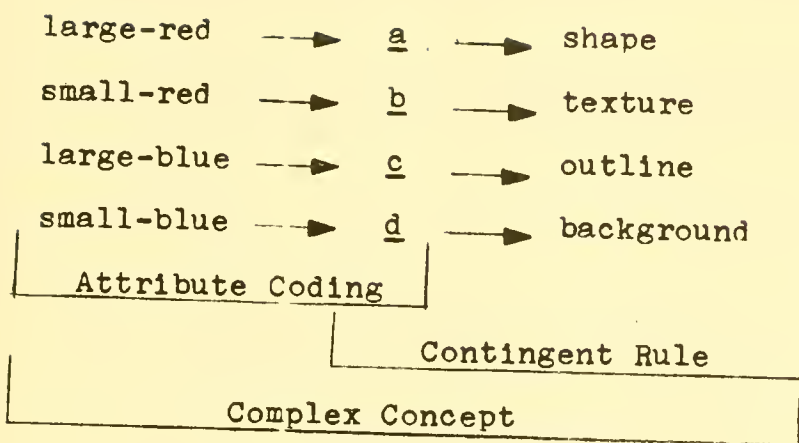 large-red a shape
small-red b texture
large-blue c outline
small-blue d background
Attribute Coding
Contingent Rule
Complex Concept